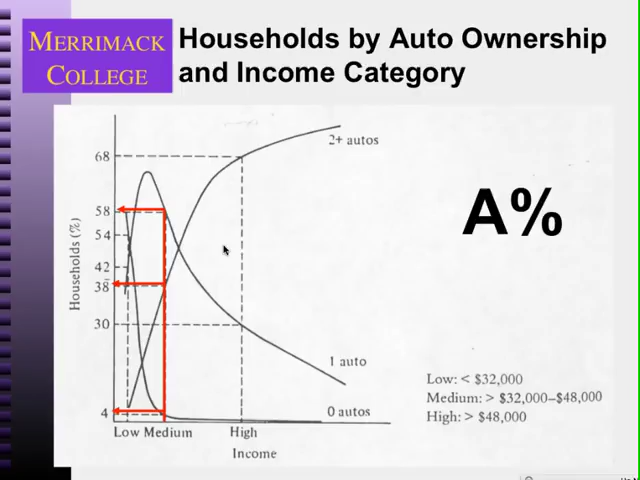 MERRIMACK
COLLEGE
Households by Auto Ownership
and Income Category
2+ autos
68
58
54
42
38
30
4
Households (%)
A%
1 auto
0 autos
Low: < $32,000
Medium: > $32,000–$48,000
High: > $48,000
Low Medium High
Income